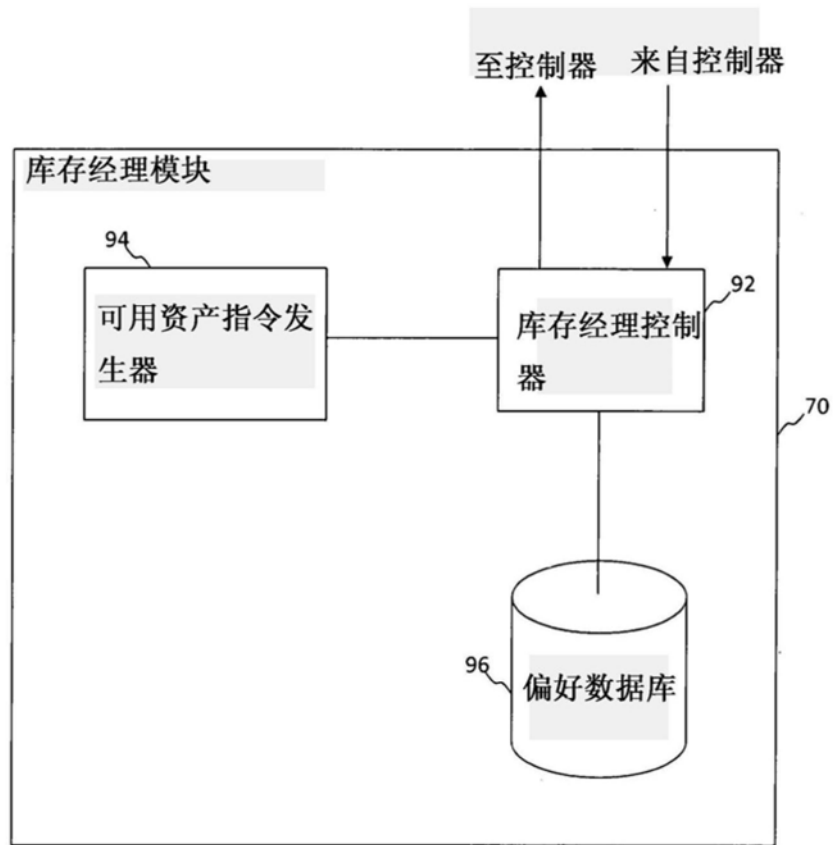 至控制器 来自控制器
库存经理模块
94
92
可用资产指令发
生器
库存经理控制
器
70
96
偏好数据库